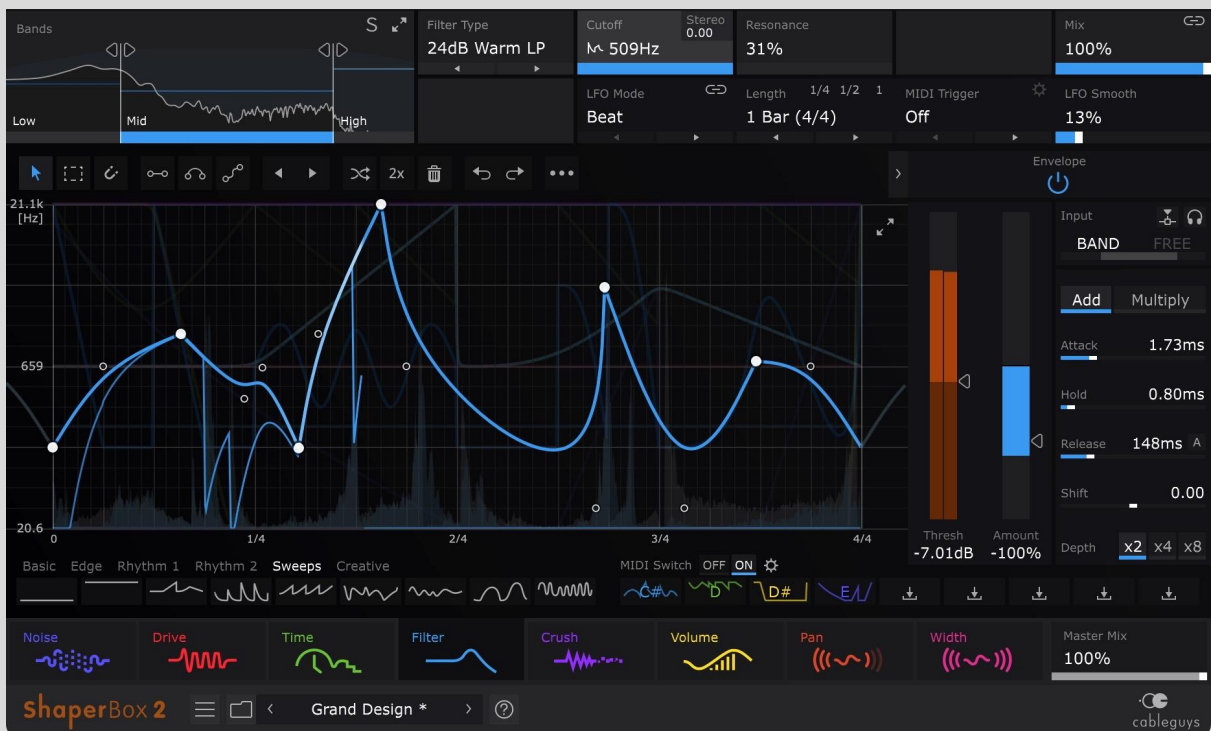 Bands S
Filter Type
24dB Warm LP
Cutoff
509Hz
Stereo
0.00
Resonance
31%
Mix
100%
Low Mid High
LFO Mode
Beat
Length 1/4 1/2 1
1 Bar (4/4)
MIDI Trigger
Off
LFO Smooth
13%
2x
Envelope
21.1k
[Hz]
659
20.6
0 1/4 2/4 3/4 4/4
Input
BAND FREE
Add Multiply
Attack 1.73ms
Hold 0.80ms
Release 148ms A
Shift 0.00
Depth x2 x4 x8
Thresh
-7.01dB
Amount
-100%
Basic Edge Rhythm 1 Rhythm 2 Sweeps Creative
MIDI Switch OFF ON
C# D D# E
Noise Drive Time Filter Crush Volume Pan Width
Master Mix
100%
ShaperBox 2
Grand Design *
?
cableguys